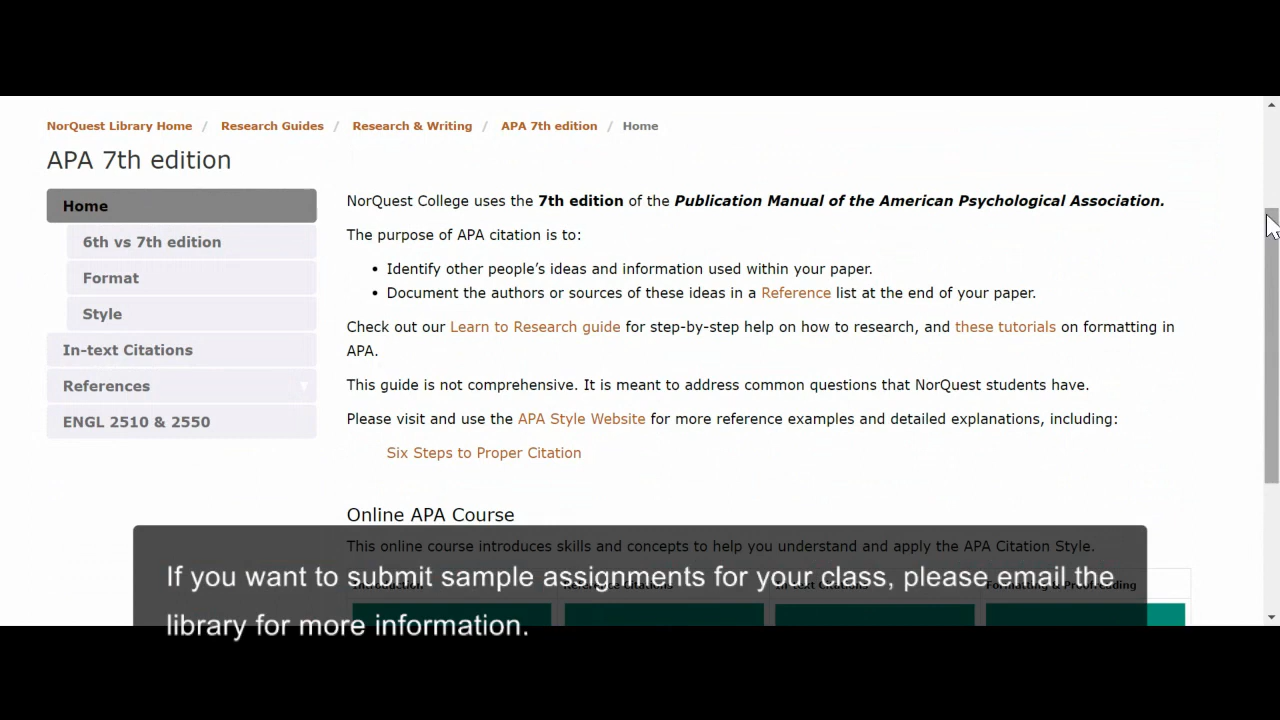 NorQuest Library Home / Research Guides / Research & Writing / APA 7th edition / Home
APA 7th edition
Home
6th vs 7th edition
Format
Style
In-text Citations
References
ENGL 2510 & 2550
NorQuest College uses the 7th edition of the Publication Manual of the American Psychological Association.
The purpose of APA citation is to:
• Identify other people's ideas and information used within your paper.
• Document the authors or sources of these ideas in a Reference list at the end of your paper.
Check out our Learn to Research guide for step-by-step help on how to research, and these tutorials on formatting in
APA.
This guide is not comprehensive. It is meant to address common questions that NorQuest students have.
Please visit and use the APA Style Website for more reference examples and detailed explanations, including:
Six Steps to Proper Citation
Online APA Course
This online course introduces skills and concepts to help you understand and apply the APA Citation Style.
Introduction Reference Citations In-text Citations Formatting & Proofreading
If you want to submit sample assignments for your class, please email the
library for more information.